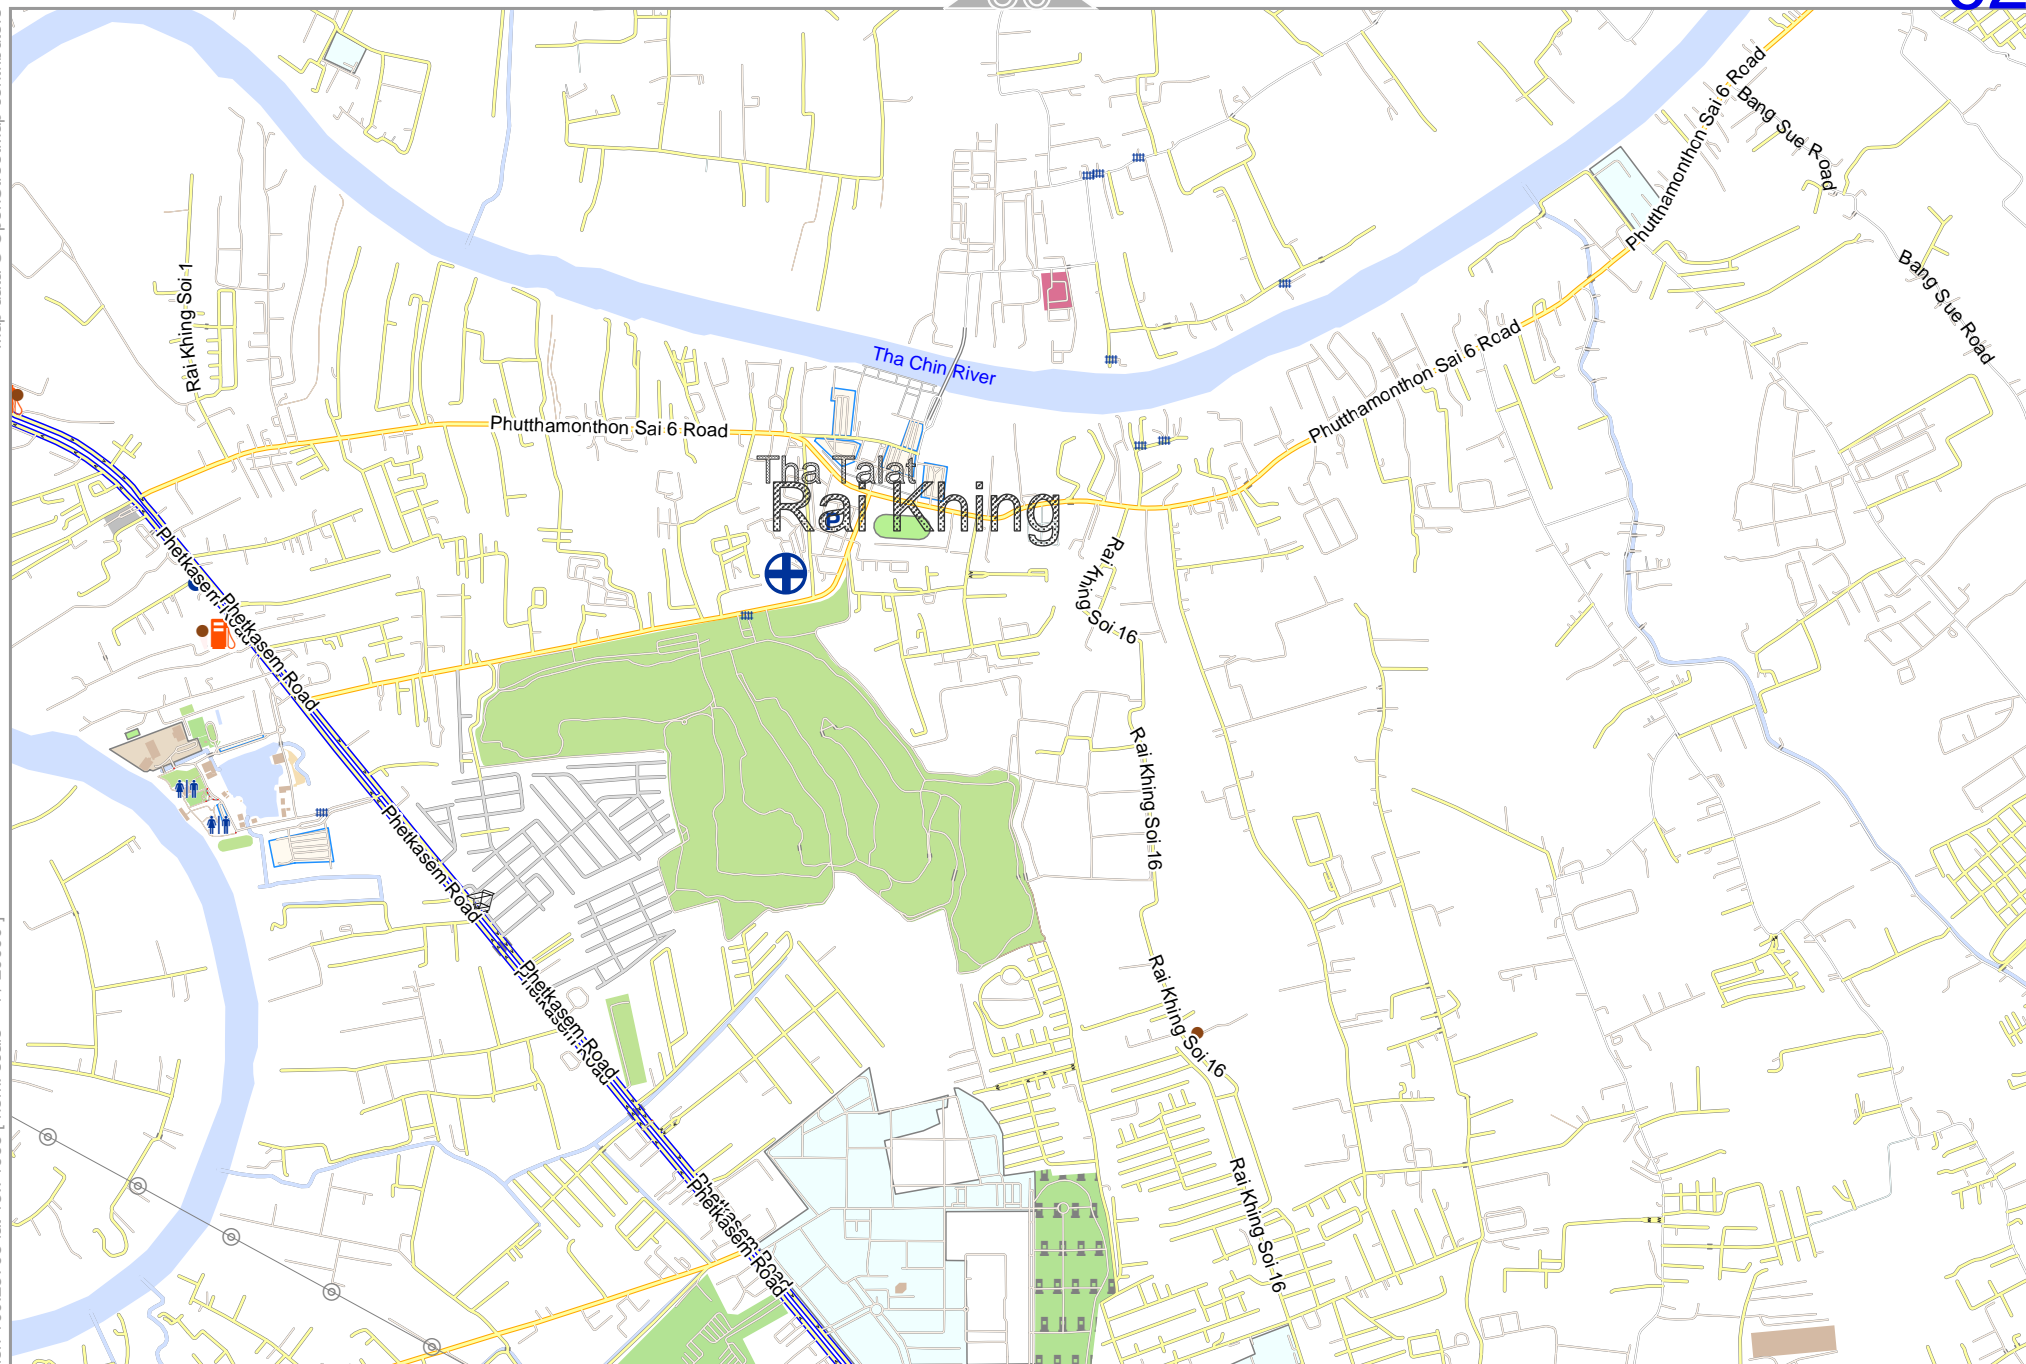 Phutthamonthon Sai 6 Road
Bang Sue Road
Bang Sue Road
Rai Khing Soi 1
Tha Chin River
Phutthamonthon Sai 6 Road
Phutthamonthon Sai 6 Road
Tha Talat
Rai Khing
P
Phetkasem Road
Phetkasem Road
Rai Khing Soi 16
Rai Khing Soi 16
Phetkasem Road
Rai Khing Soi 16
Phetkasem Road
Phetkasem Road
Rai Khing Soi 16
Phetkasem Road
Phetkasem Road